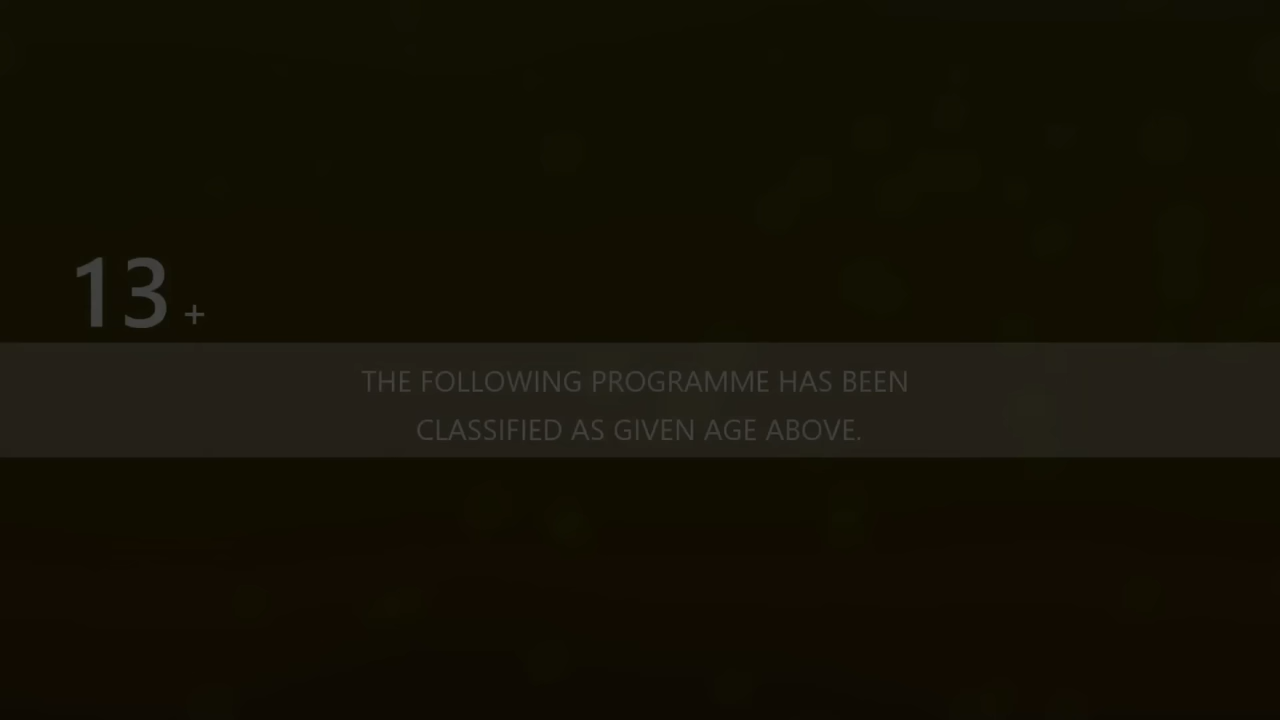 13 +
THE FOLLOWING PROGRAMME HAS BEEN
CLASSIFIED AS GIVEN AGE ABOVE.